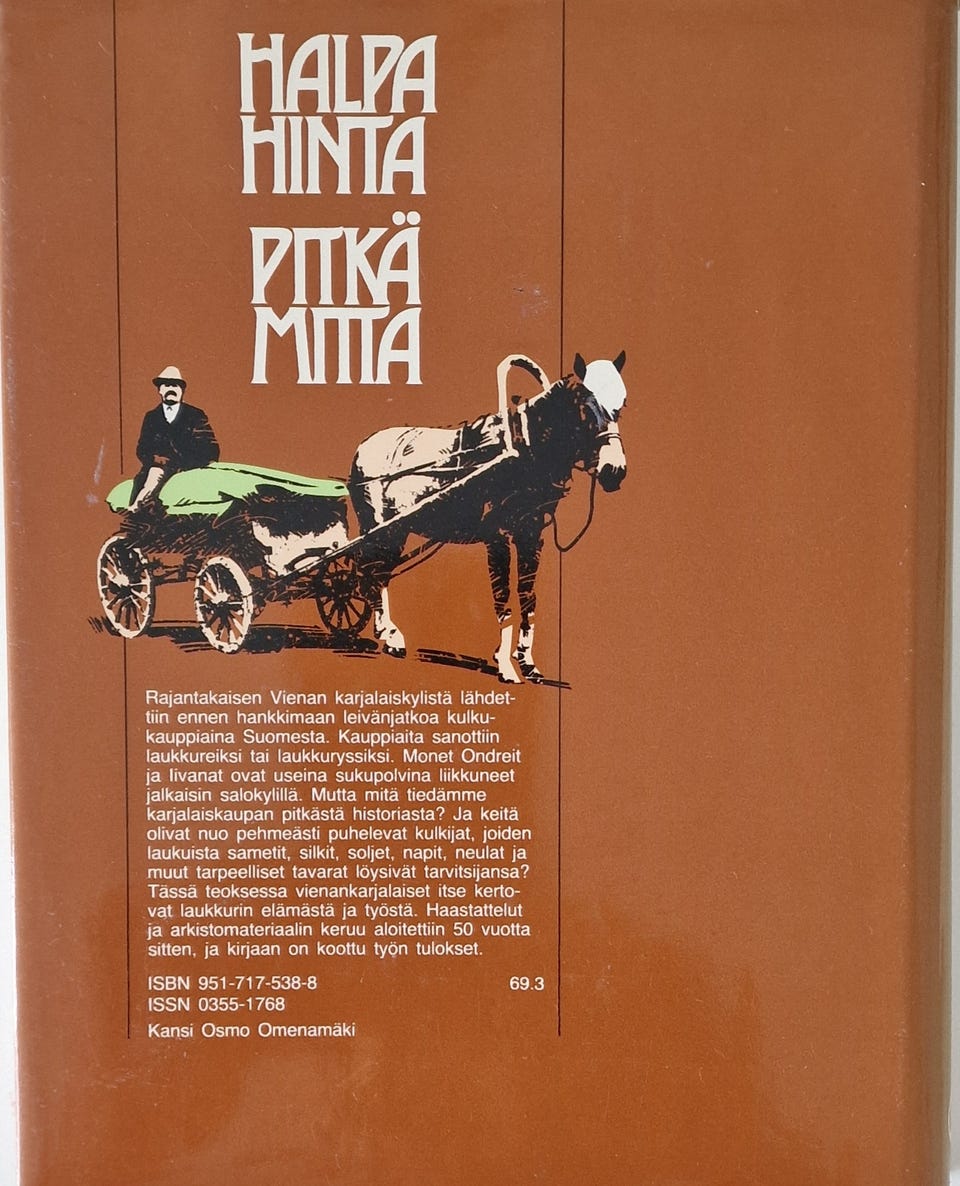 HALPA
HINTA
PITKÄ
MITTA
Rajantakaisen Vienan karjalaiskylistä lähdet-
tiin ennen hankkimaan leivänjatkoa kulku-
kauppiaina Suomesta. Kauppiaita sanottiin
laukkureiksi tai laukkuryssiksi. Monet Ondreit
ja Iivanat ovat useina sukupolvina liikkuneet
jalkaisin salokylillä. Mutta mitä tiedämme
karjalaiskaupan pitkästä historiasta? Ja keitä
olivat nuo pehmeästi puhelevat kulkijat, joiden
laukuista sametit, silkit, soljet, napit, neulat ja
muut tarpeelliset tavarat löysivät tarvitsijansa?
Tässä teoksessa vienankarjalaiset itse kerto-
vat laukkurin elämästä ja työstä. Haastattelut
ja arkistomateriaalin keruu aloitettiin 50 vuotta
sitten, ja kirjaan on koottu työn tulokset.
ISBN 951-717-538-8 69.3
ISSN 0355-1768
Kansi Osmo Omenamäki